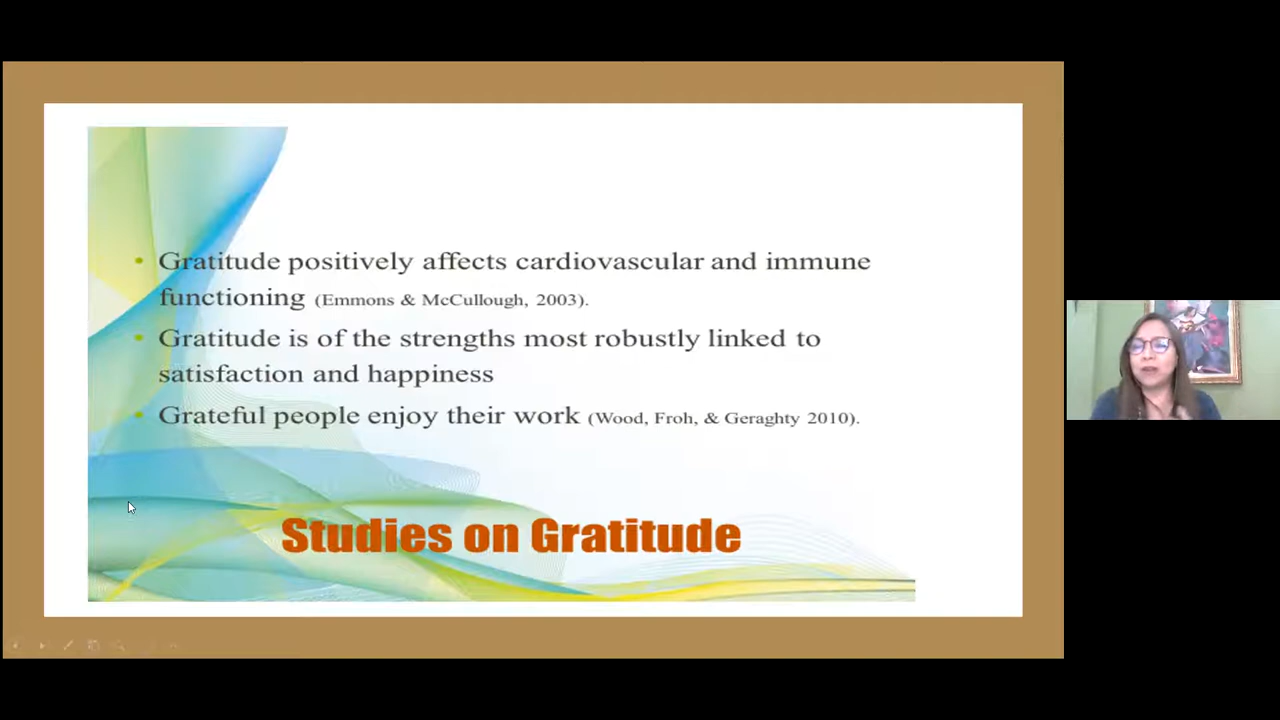 • Gratitude positively affects cardiovascular and immune
functioning (Emmons & McCullough, 2003).
• Gratitude is of the strengths most robustly linked to
satisfaction and happiness
• Grateful people enjoy their work (Wood, Froh, & Geraghty 2010).
Studies on Gratitude